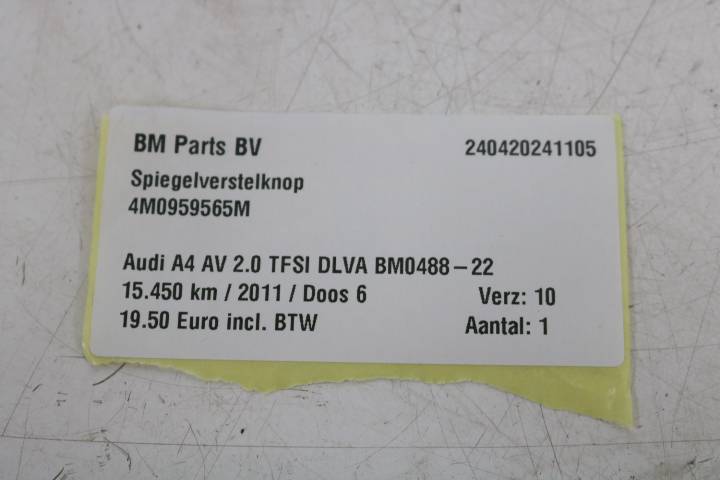 BM Parts BV 240420241105
Spiegelverstelknop
4M0959565M
Audi A4 AV 2.0 TFSI DLVA BM0488-22
15.450 km / 2011 / Doos 6 Verz: 10
19.50 Euro incl. BTW Aantal: 1